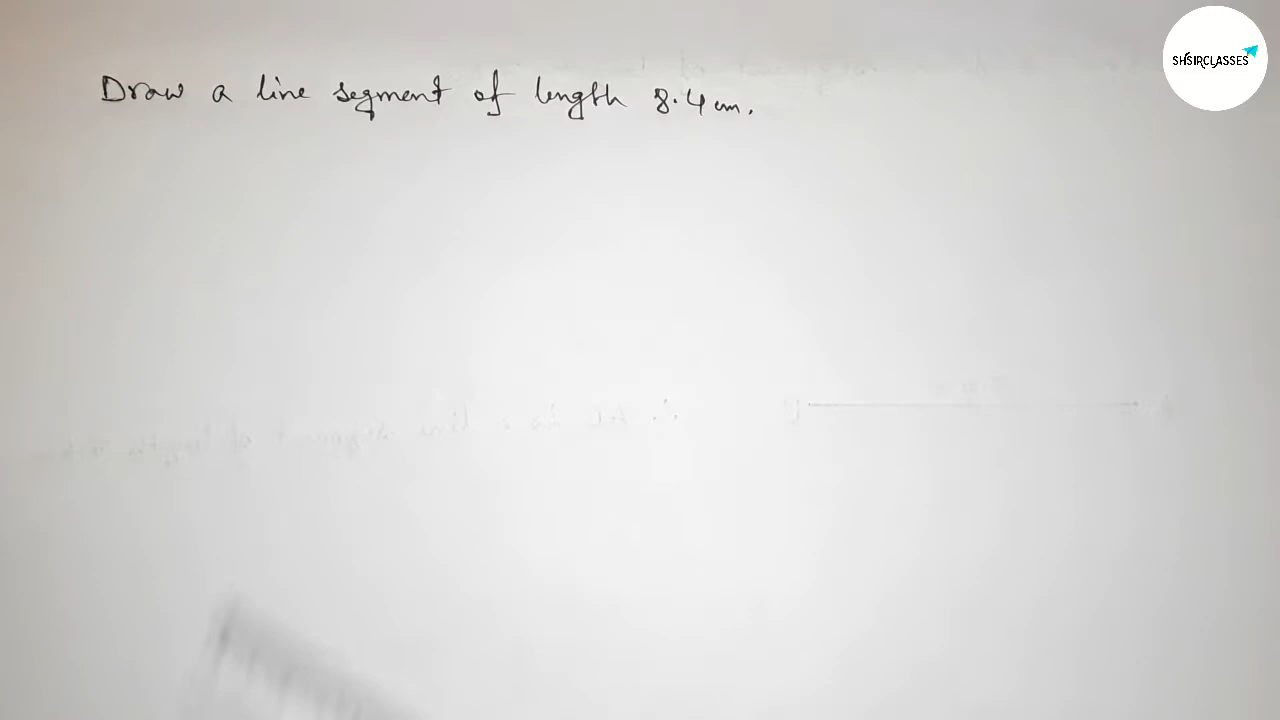 Draw a line segment of length 8.4 cm.
SHSIRCLASSES